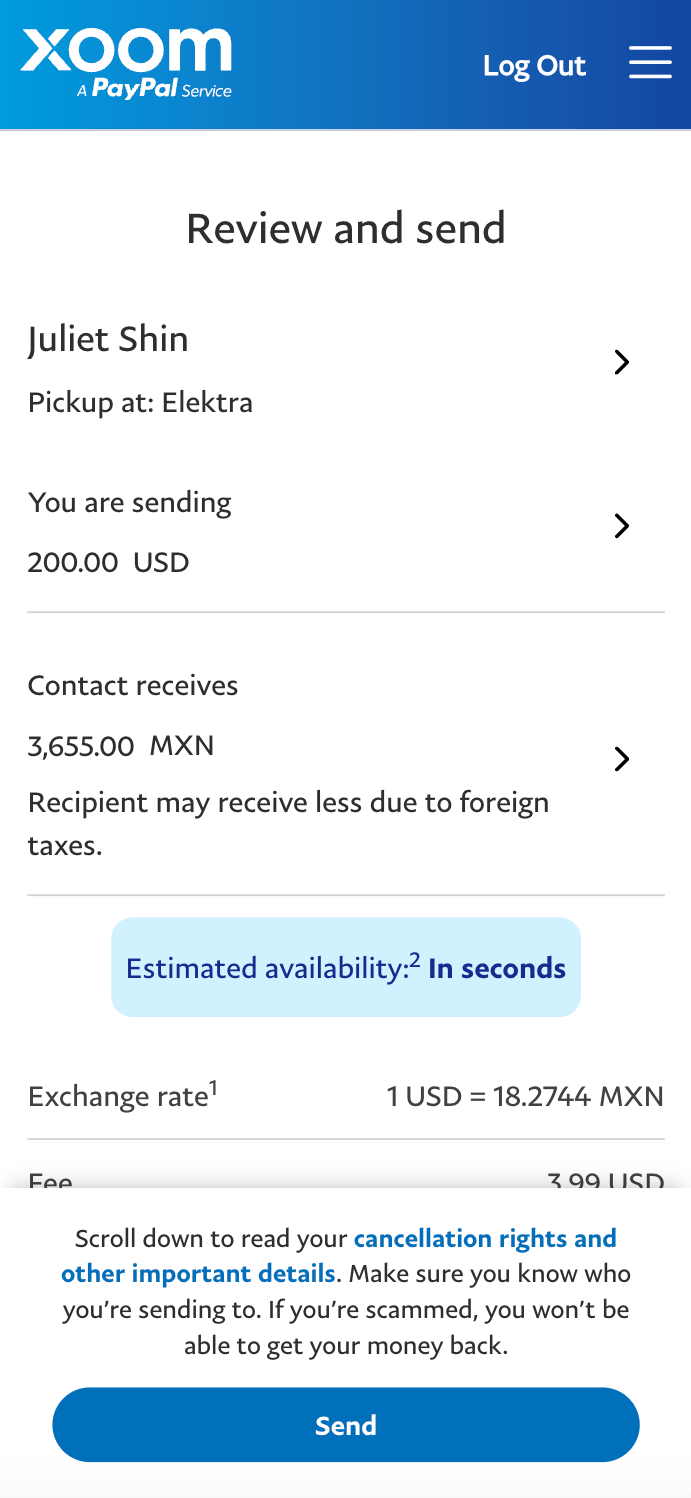 xoom
A PayPal Service
Log Out
Review and send
Juliet Shin
Pickup at: Elektra
You are sending
200.00 USD
Contact receives
3,655.00 MXN
Recipient may receive less due to foreign
taxes.
Estimated availability:² In seconds
Exchange rate¹ 1 USD = 18.2744 MXN
Fee 3.99 USD
Scroll down to read your cancellation rights and
other important details. Make sure you know who
you’re sending to. If you’re scammed, you won’t be
able to get your money back.
Send